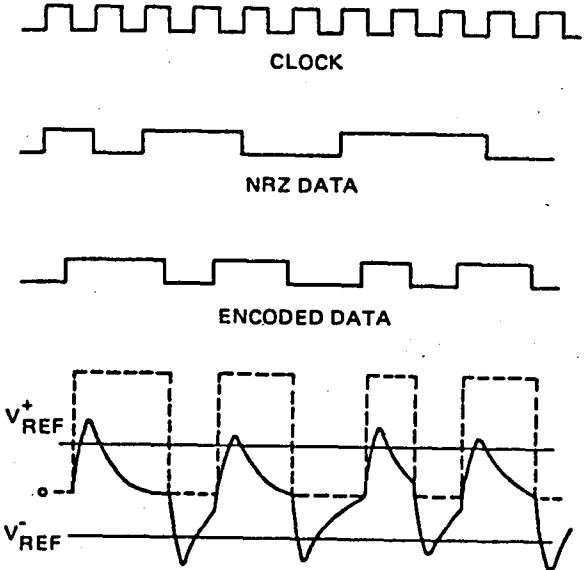 CLOCK
NRZ DATA
ENCODED DATA
V+REF
o
V-REF